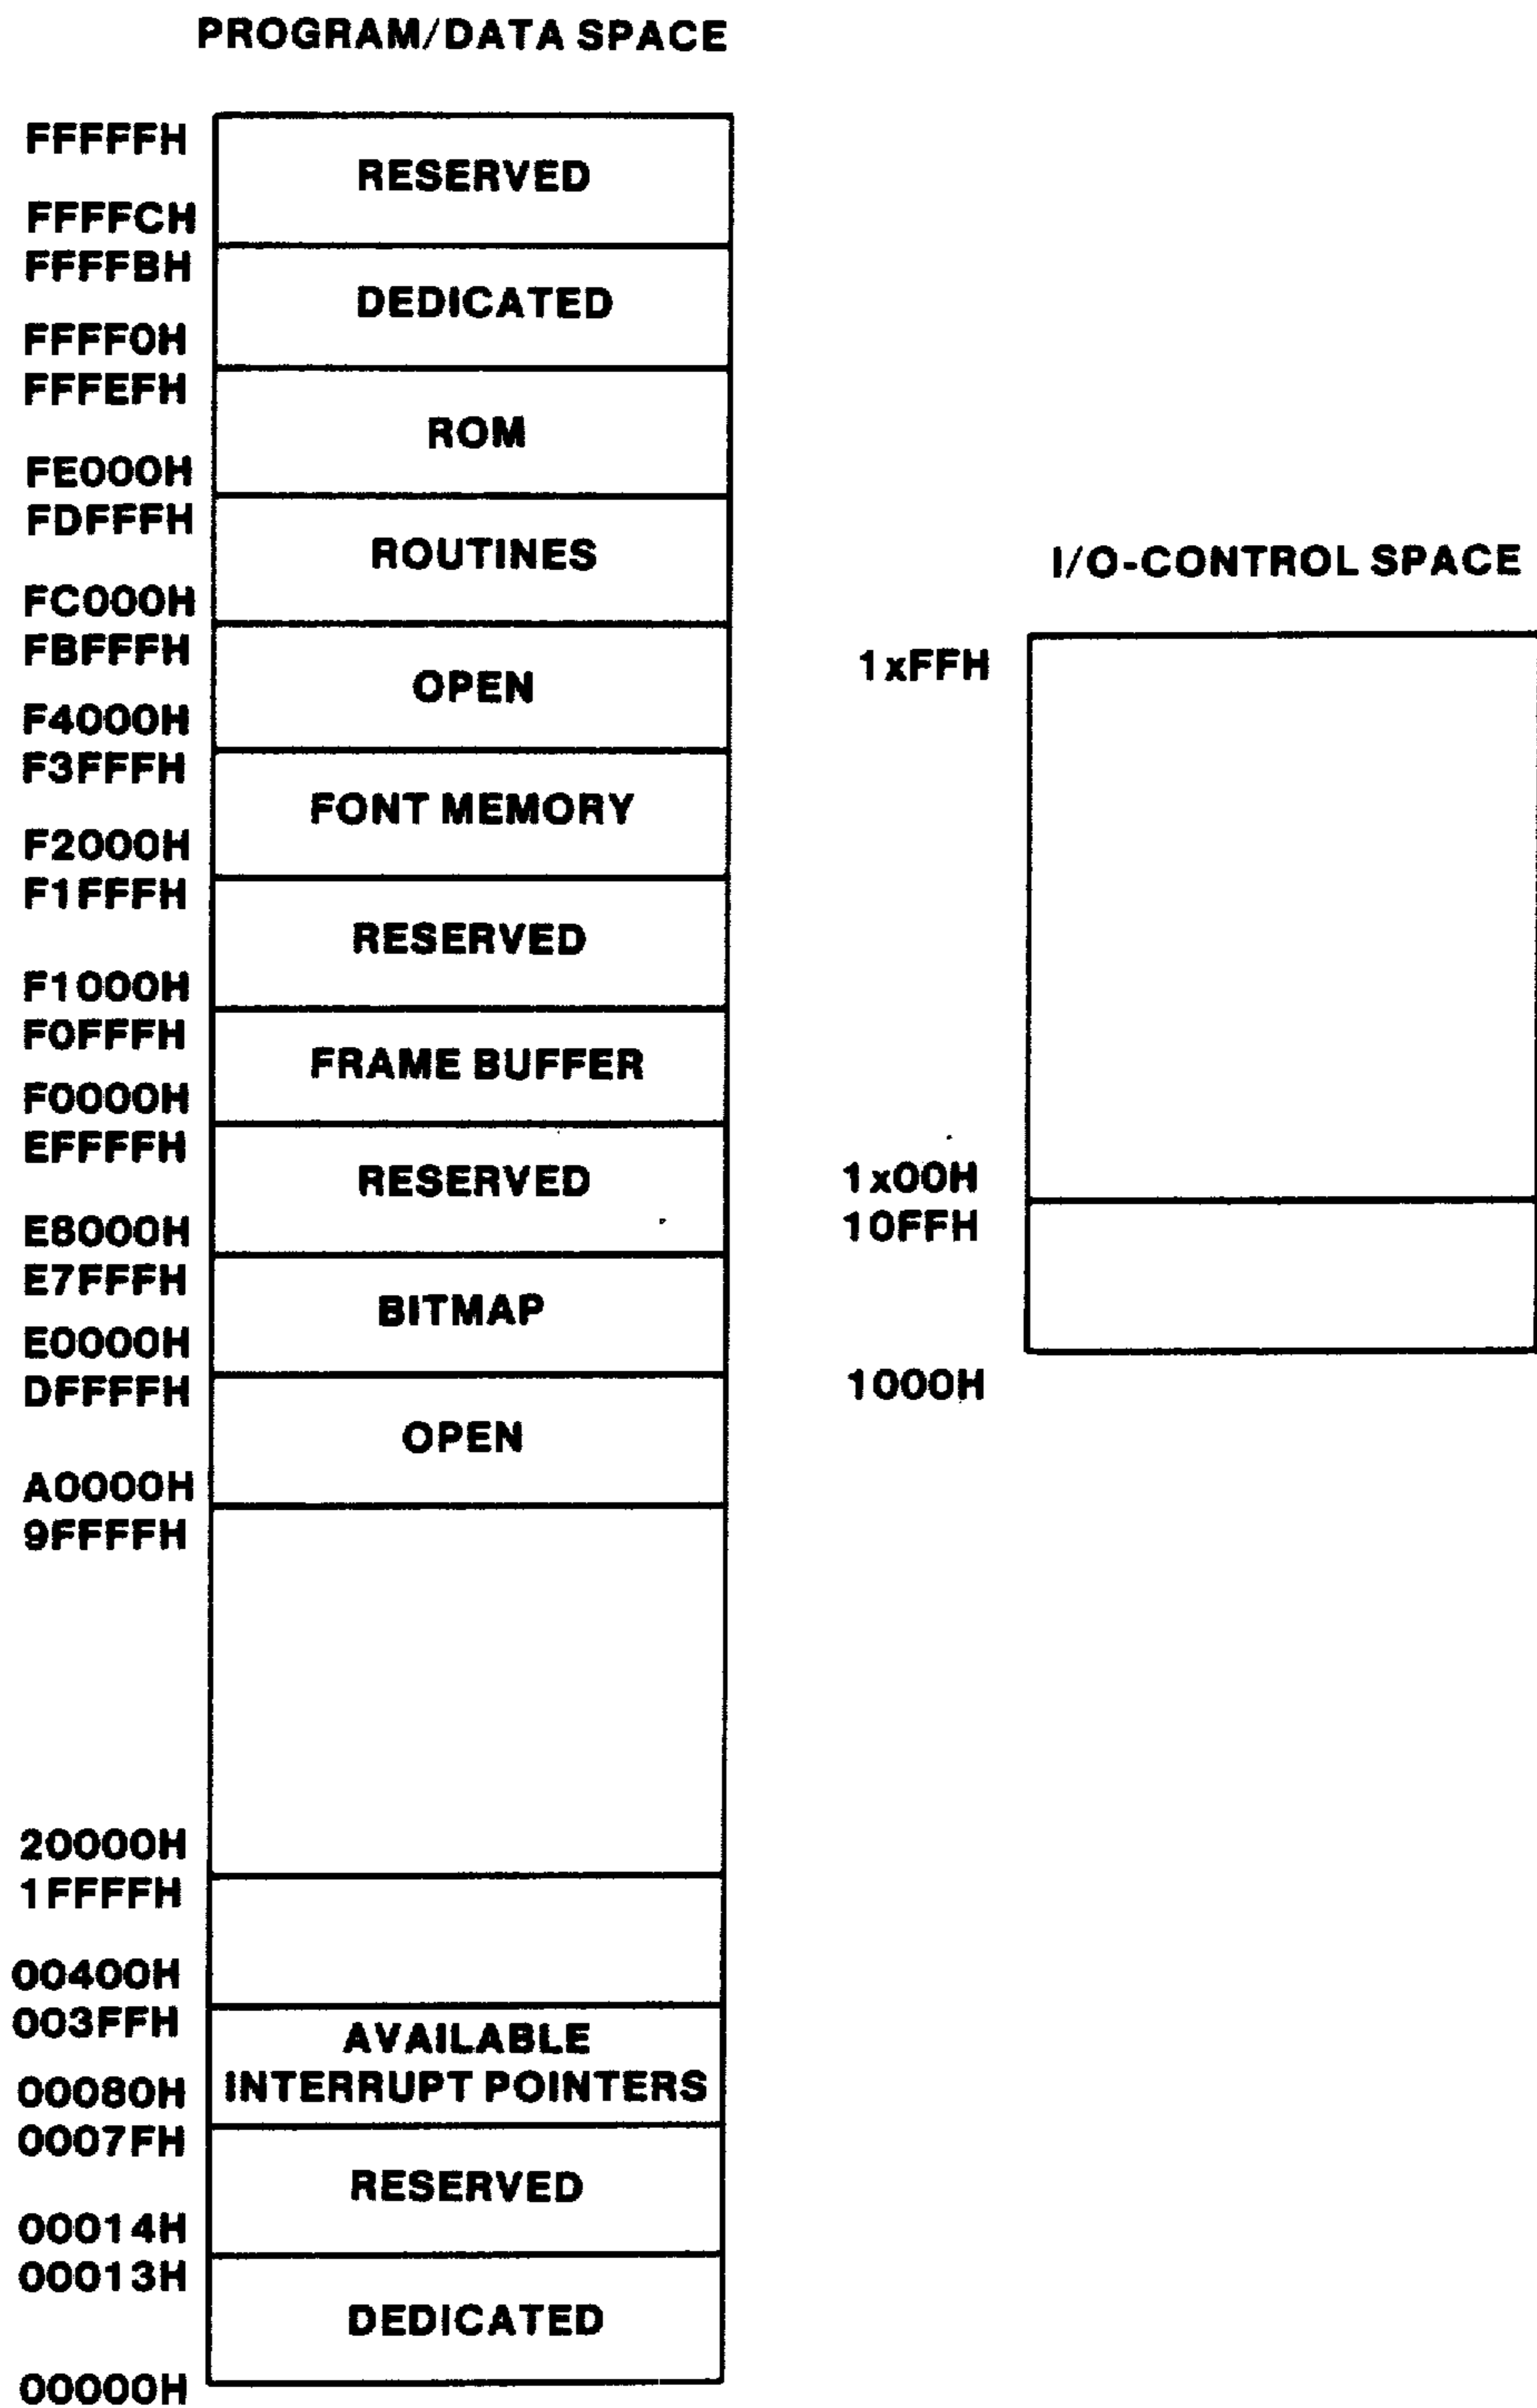 PROGRAM/DATA SPACE
FFFFFH
RESERVED
FFFFCH
FFFFBH
DEDICATED
FFFF0H
FFFEFH
ROM
FE000H
FDFFFH
ROUTINES
FC000H
FBFFFH
OPEN
F4000H
F3FFFH
FONT MEMORY
F2000H
F1FFFH
RESERVED
F1000H
F0FFFH
FRAME BUFFER
F0000H
EFFFFH
RESERVED
E8000H
E7FFFH
BITMAP
E0000H
DFFFFH
OPEN
A0000H
9FFFFH
20000H
1FFFFH
00400H
003FFH
AVAILABLE
INTERRUPT POINTERS
00080H
0007FH
RESERVED
00014H
00013H
DEDICATED
00000H
I/O-CONTROL SPACE
1xFFH
1x00H
10FFH
1000H